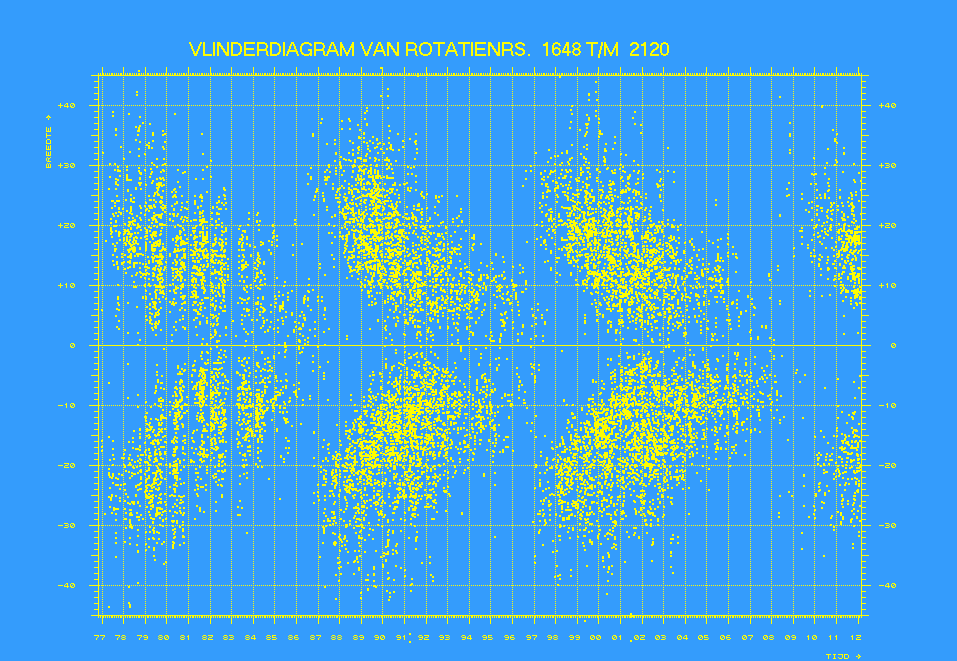 VLINDERDIAGRAM VAN ROTATIENRS. 1648 T/M 2120
BREEDTE →
+40 +40
+30 +30
+20 +20
+10 +10
0 0
-10 -10
-20 -20
-30 -30
-40 -40
77 78 79 80 81 82 83 84 85 86 87 88 89 90 91 92 93 94 95 96 97 98 99 00 01 02 03 04 05 06 07 08 09 10 11 12
TIJD →